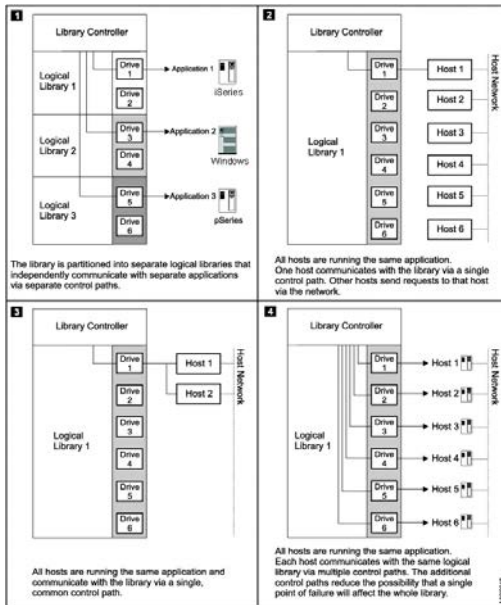 1
Library Controller
Logical
Library 1
Drive
1
Drive
2
Application 1
iSeries
Logical
Library 2
Drive
3
Drive
4
Application 2
Windows
Logical
Library 3
Drive
5
Drive
6
Application 3
pSeries
The library is partitioned into separate logical libraries that
independently communicate with separate applications
via separate control paths.
2
Library Controller
Logical
Library 1
Drive
1
Drive
2
Drive
3
Drive
4
Drive
5
Drive
6
Host 1
Host 2
Host 3
Host 4
Host 5
Host 6
Host Network
All hosts are running the same application.
One host communicates with the library via a single
control path. Other hosts send requests to that host
via the network.
3
Library Controller
Logical
Library 1
Drive
1
Drive
2
Drive
3
Drive
4
Drive
5
Drive
6
Host 1
Host 2
Host Network
All hosts are running the same application and
communicate with the library via a single,
common control path.
4
Library Controller
Logical
Library 1
Drive
1
Drive
2
Drive
3
Drive
4
Drive
5
Drive
6
Host 1
Host 2
Host 3
Host 4
Host 5
Host 6
Host Network
All hosts are running the same application.
Each host communicates with the same logical
library via multiple control paths. The additional
control paths reduce the possibility that a single
point of failure will affect the whole library.